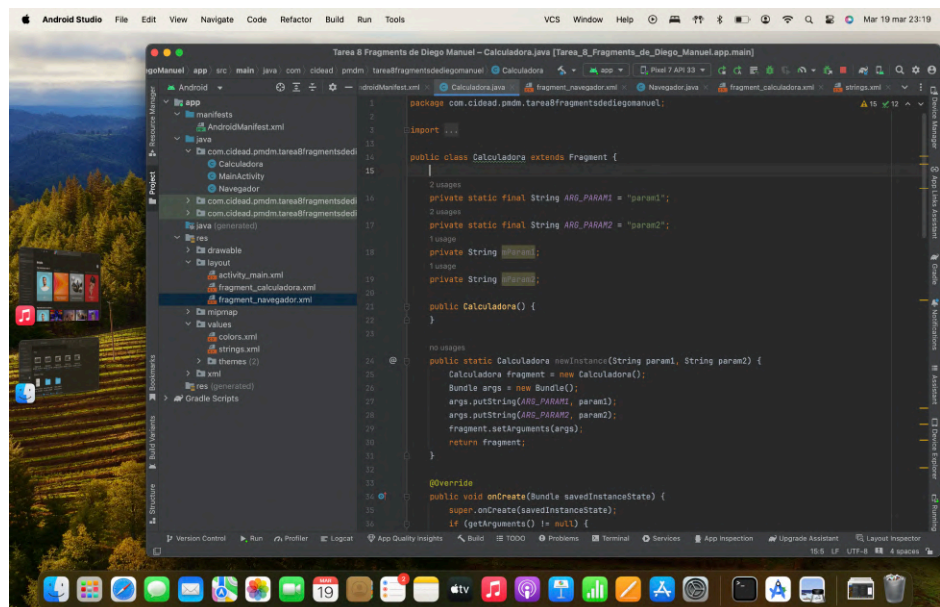 Android Studio File Edit View Navigate Code Refactor Build Run Tools VCS Window Help Mar 19 mar 23:19
Tarea 8 Fragments de Diego Manuel – Calculadora.java [Tarea_8_Fragments_de_Diego_Manuel.app.main]
egoManuel app src main java com cidead pmdm tarea8fragmentsdediegomanuel Calculadora app Pixel 7 API 33
Android droidManifest.xml Calculadora.java fragment_navegador.xml Navegador.java fragment_calculadora.xml strings.xml
Resource Manager
Project
Bookmarks
Build Variants
Structure
app
manifests
AndroidManifest.xml
java
com.cidead.pmdm.tarea8fragmentsdedi
Calculadora
MainActivity
Navegador
com.cidead.pmdm.tarea8fragmentsdedi
com.cidead.pmdm.tarea8fragmentsdedi
java (generated)
res
drawable
layout
activity_main.xml
fragment_calculadora.xml
fragment_navegador.xml
mipmap
values
colors.xml
strings.xml
themes (2)
xml
res (generated)
Gradle Scripts
15 12
1 package com.cidead.pmdm.tarea8fragmentsdediegomanuel;
2
3 import ...
13
14 public class Calculadora extends Fragment {
15
2 usages
16 private static final String ARG_PARAM1 = "param1";
2 usages
17 private static final String ARG_PARAM2 = "param2";
1 usage
18 private String mParam1;
1 usage
19 private String mParam2;
20
21 public Calculadora() {
22 }
23
no usages
24 @ public static Calculadora newInstance(String param1, String param2) {
25 Calculadora fragment = new Calculadora();
26 Bundle args = new Bundle();
27 args.putString(ARG_PARAM1, param1);
28 args.putString(ARG_PARAM2, param2);
29 fragment.setArguments(args);
30 return fragment;
31 }
32
33 @Override
34 public void onCreate(Bundle savedInstanceState) {
35 super.onCreate(savedInstanceState);
36 if (getArguments() != null) {
Device Manager
App Links Assistant
Gradle
Notifications
Assistant
Device Explorer
Running
Version Control Run Profiler Logcat App Quality Insights Build TODO Problems Terminal Services App Inspection Upgrade Assistant Layout Inspector
15:5 LF UTF-8 4 spaces
MAR
19
3
tv